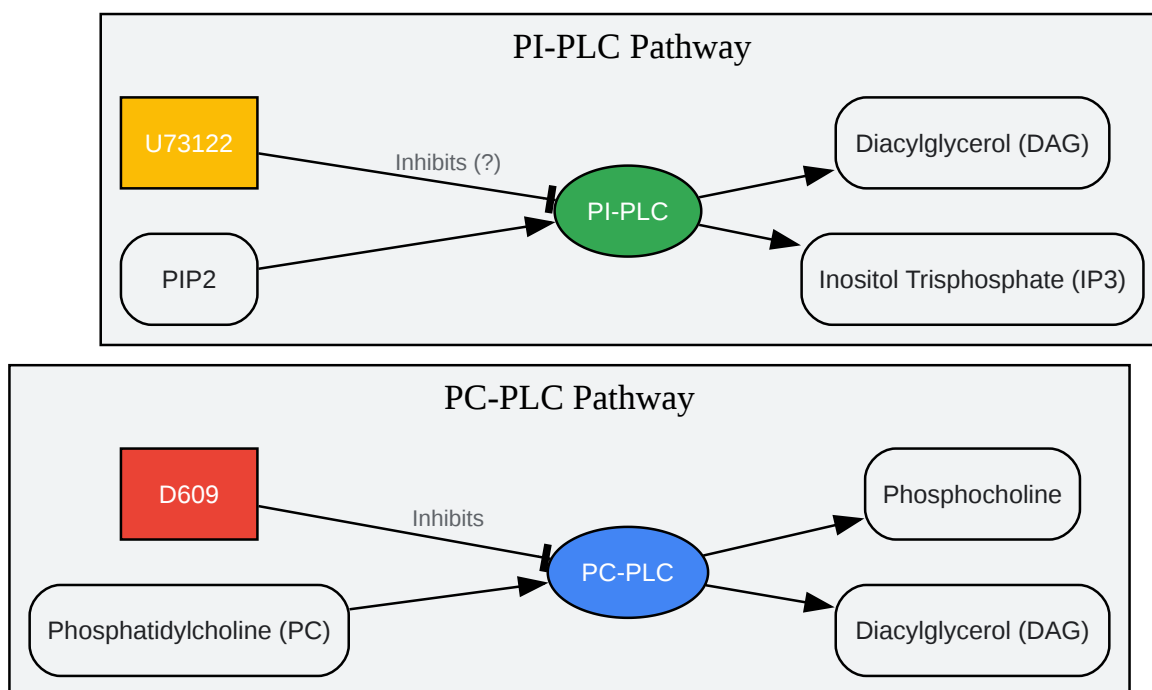 PI-PLC Pathway
U73122
Inhibits (?)
Diacylglycerol (DAG)
PI-PLC
PIP2
Inositol Trisphosphate (IP3)
PC-PLC Pathway
D609
Inhibits
Phosphocholine
PC-PLC
Phosphatidylcholine (PC)
Diacylglycerol (DAG)